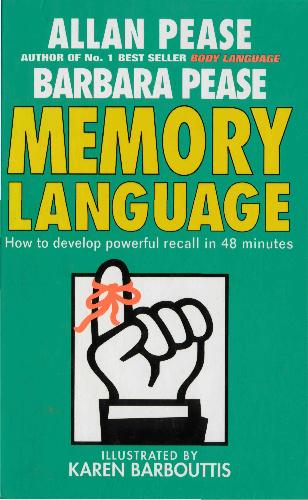 ALLAN PEASE
AUTHOR OF No. 1 BEST SELLER BODY LANGUAGE
BARBARA PEASE
MEMORY
LANGUAGE
How to develop powerful recall in 48 minutes
ILLUSTRATED BY
KAREN BARBOUTTIS